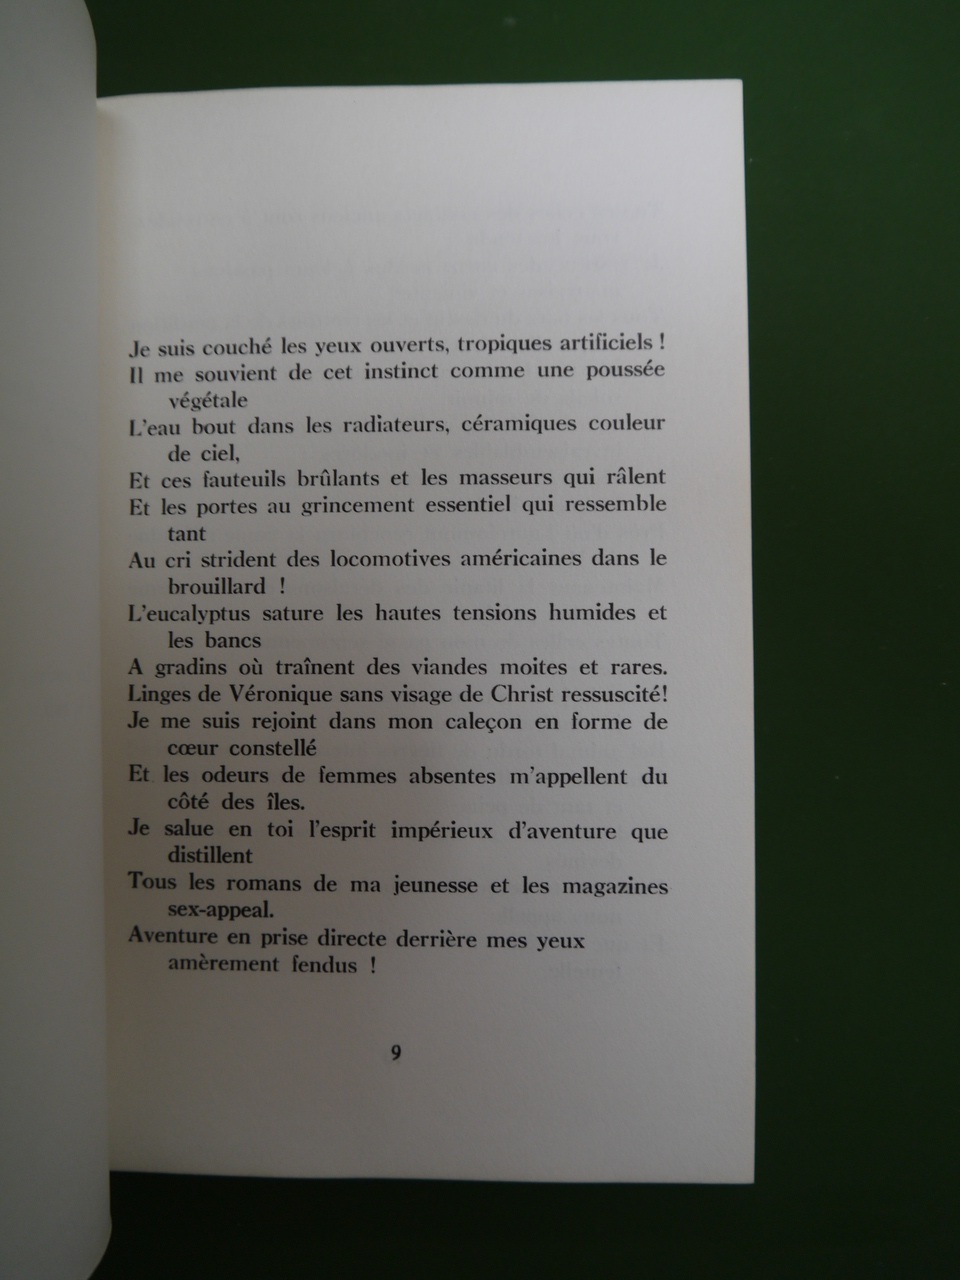 Je suis couché les yeux ouverts, tropiques artificiels !
Il me souvient de cet instinct comme une poussée
végétale
L'eau bout dans les radiateurs, céramiques couleur
de ciel,
Et ces fauteuils brûlants et les masseurs qui râlent
Et les portes au grincement essentiel qui ressemble
tant
Au cri strident des locomotives américaines dans le
brouillard !
L'eucalyptus sature les hautes tensions humides et
les bancs
A gradins où traînent des viandes moites et rares.
Linges de Véronique sans visage de Christ ressuscité!
Je me suis rejoint dans mon caleçon en forme de
cœur constellé
Et les odeurs de femmes absentes m'appellent du
côté des îles.
Je salue en toi l'esprit impérieux d'aventure que
distillent
Tous les romans de ma jeunesse et les magazines
sex-appeal.
Aventure en prise directe derrière mes yeux
amèrement fendus !
9